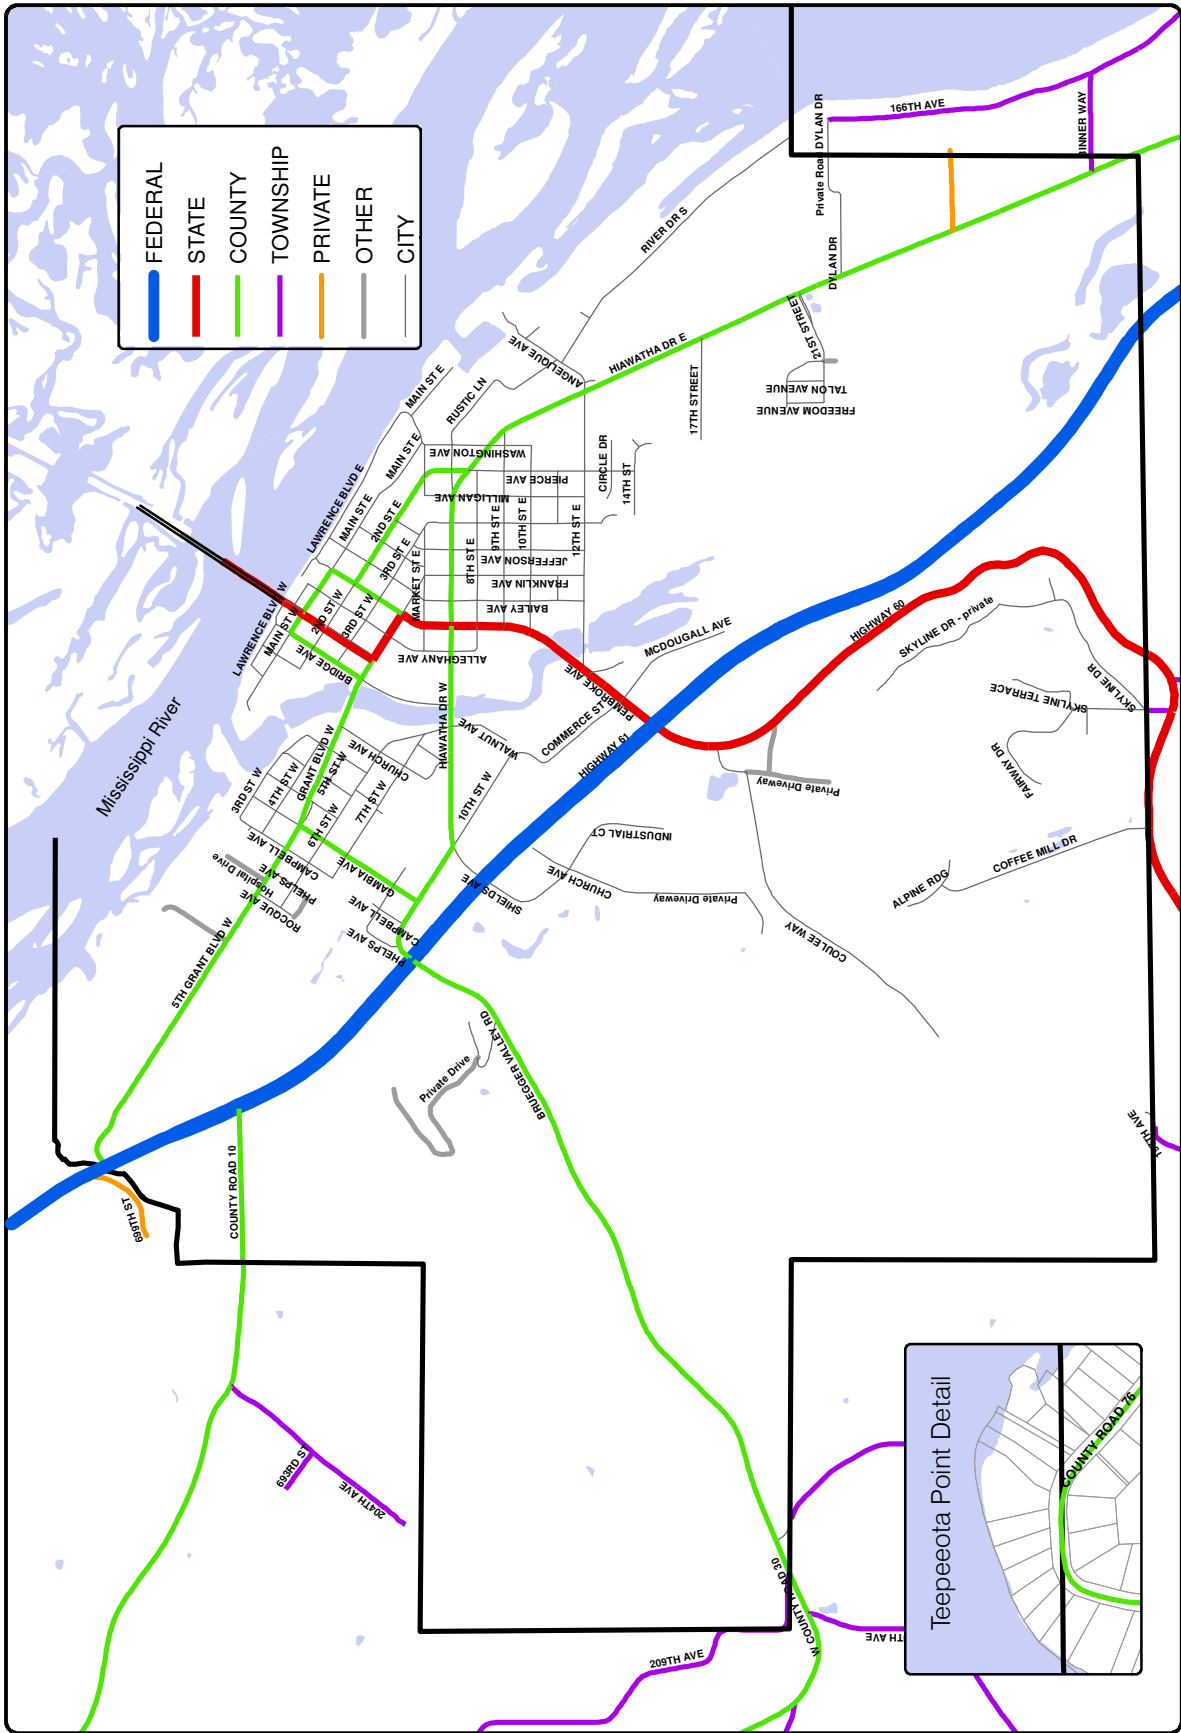 FEDERAL
STATE
COUNTY
TOWNSHIP
PRIVATE
OTHER
CITY
Mississippi River
166TH AVE
Private Road DYLAN DR
DYLAN DR
RIVER DR S
ANGELIQUE AVE
HIAWATHA DR E
21ST STREET
TALON AVENUE
FREEDOM AVENUE
17TH STREET
MAIN ST E
RUSTIC LN
MAIN ST E
WASHINGTON AVE
CIRCLE DR
14TH ST
PIERCE AVE
MILLIGAN AVE
LAWRENCE BLVD E
MAIN ST E
2ND ST E
3RD ST E
9TH ST E
10TH ST E
12TH ST E
8TH ST E
JEFFERSON AVE
FRANKLIN AVE
BAILEY AVE
MARKET ST E
LAWRENCE BLVD W
MAIN ST W
2ND ST W
3RD ST W
BRIDGE AVE
ALLEGHANY AVE
PEMBROKE AVE
MCDOUGALL AVE
COMMERCE ST
HIGHWAY 61
HIGHWAY 60
SKYLINE DR - private
SKYLINE DR
SKYLINE TERRACE
SKYLINE
FAIRWAY DR
HIAWATHA DR W
WALNUT AVE
CHURCH AVE
GRANT BLVD W
3RD ST W
4TH ST W
5TH ST W
6TH ST W
7TH ST W
10TH ST W
CAMPBELL AVE
PHELPS AVE
Hospital Drive
ROCQUE AVE
GAMBIA AVE
CAMPBELL AVE
PHELPS AVE
SHIELDS AVE
CHURCH AVE
INDUSTRIAL CT
Private Driveway
Private Driveway
COULEE WAY
COFFEE MILL DR
ALPINE RDG
5TH GRANT BLVD W
BRUEGGER VALLEY RD
Private Drive
COUNTY ROAD 10
699TH ST
693RD ST
204TH AVE
209TH AVE
W COUNTY ROAD 30
Teepeeota Point Detail
COUNTY ROAD 76